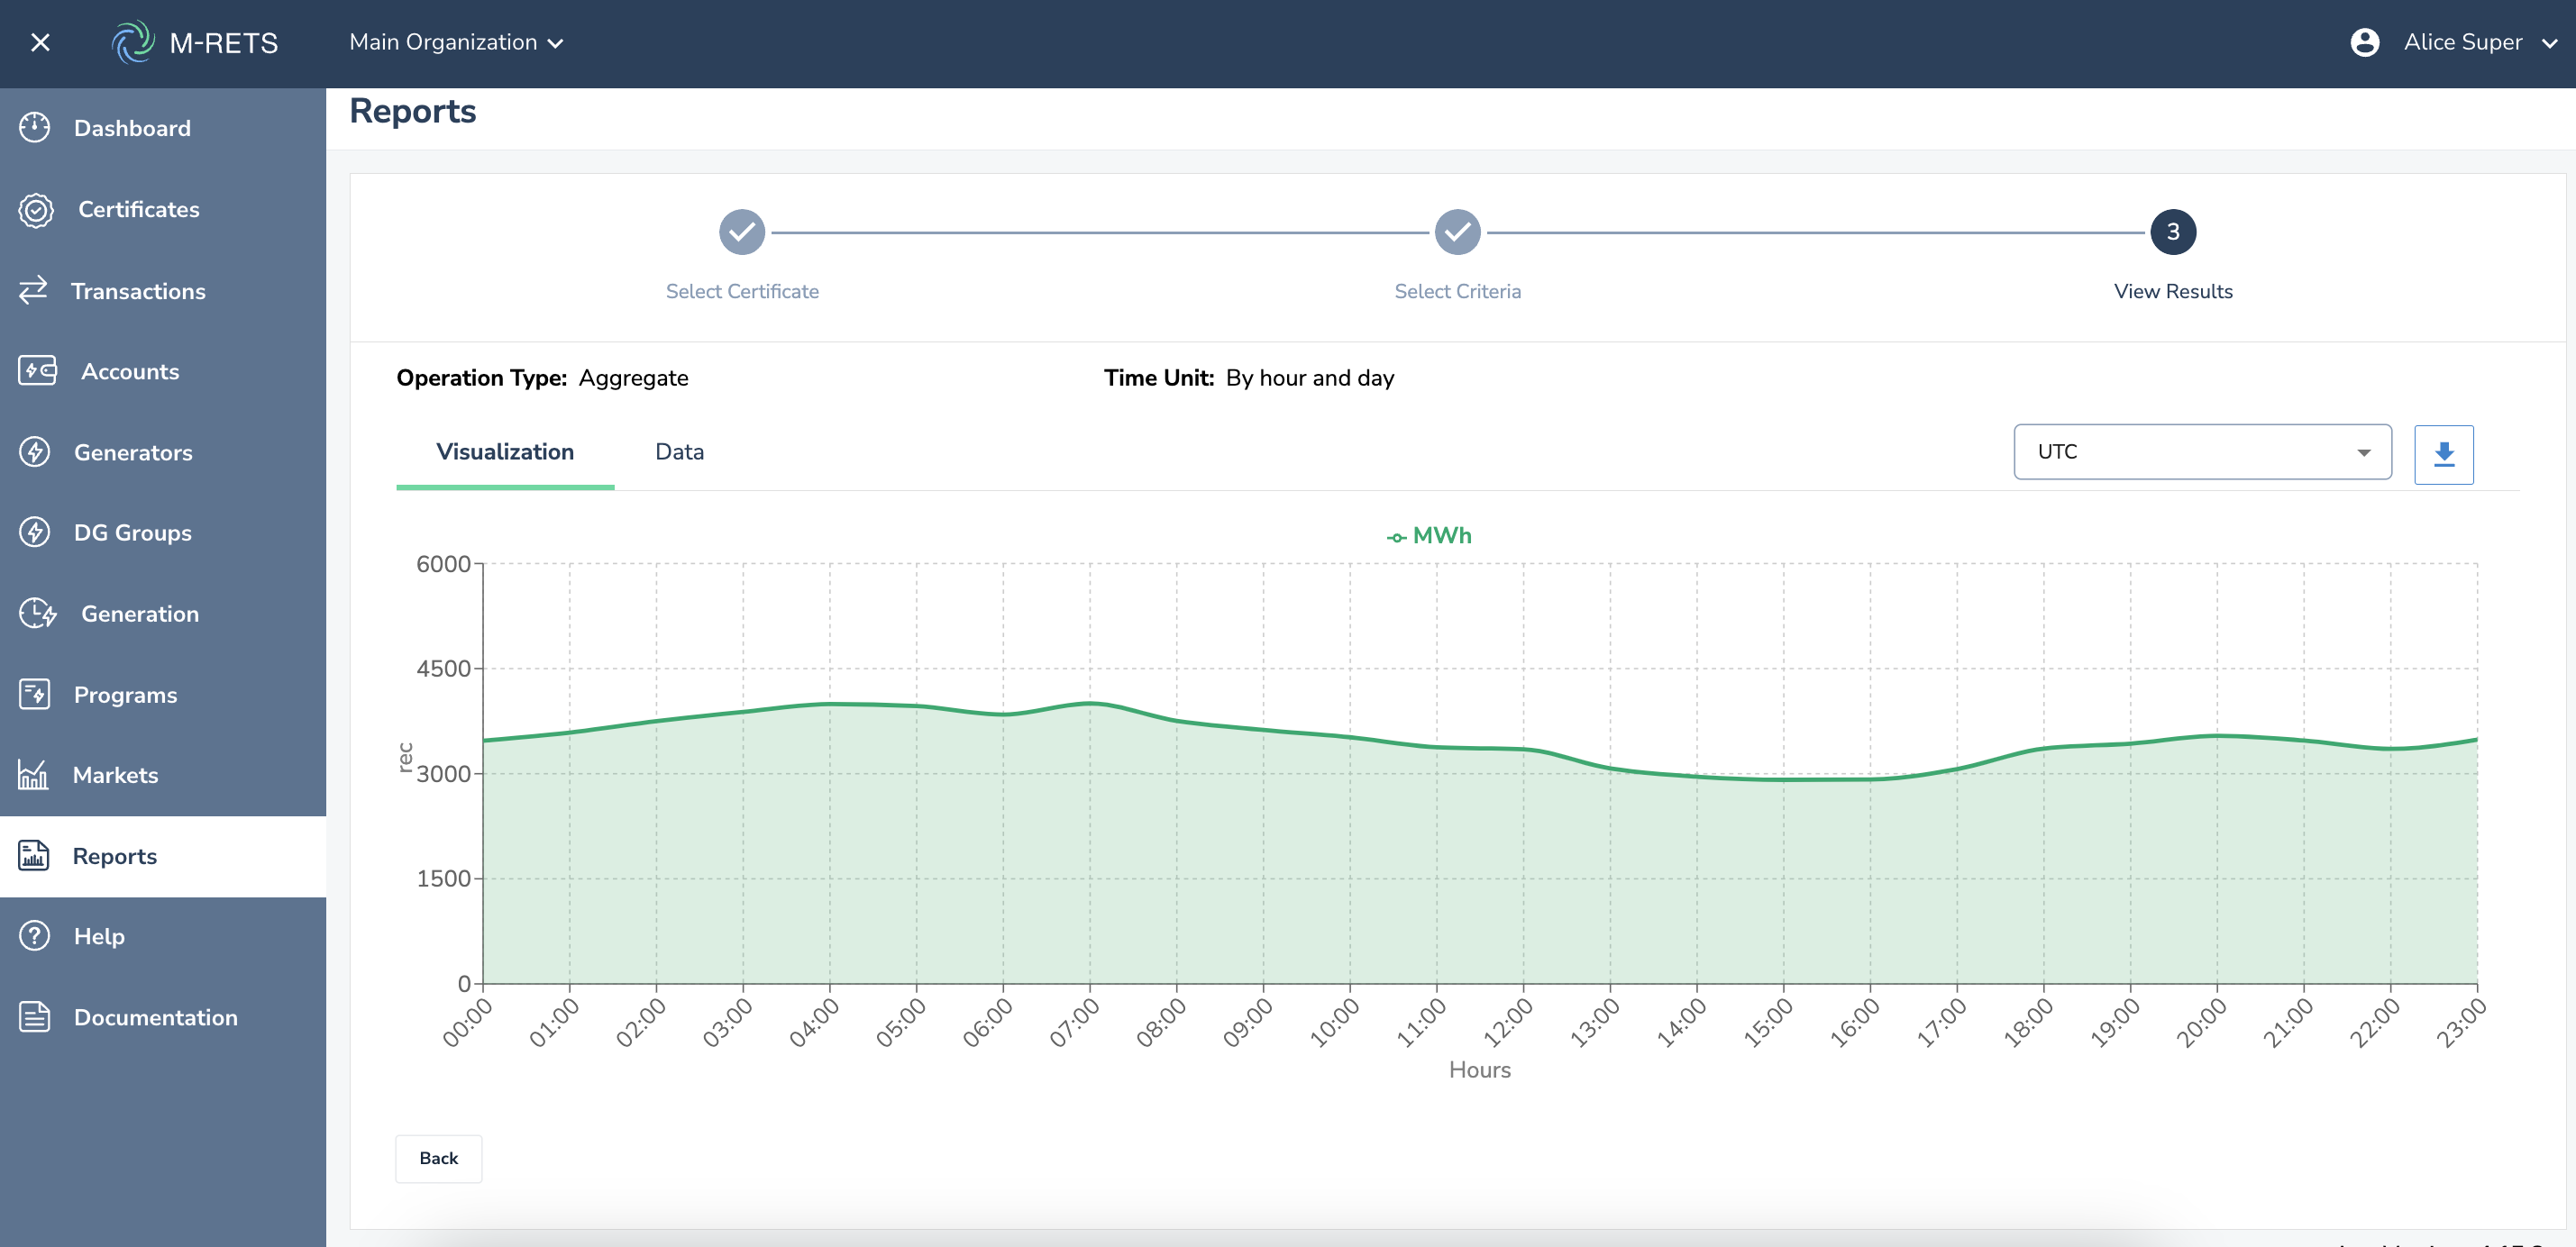 M-RETS
Main Organization
Alice Super
Dashboard
Certificates
Transactions
Accounts
Generators
DG Groups
Generation
Programs
Markets
Reports
Help
Documentation
Reports
3
Select Certificate
Select Criteria
View Results
Operation Type: Aggregate
Time Unit: By hour and day
Visualization
Data
UTC
MWh
6000
4500
3000
1500
0
rec
00:00
01:00
02:00
03:00
04:00
05:00
06:00
07:00
08:00
09:00
10:00
11:00
12:00
13:00
14:00
15:00
16:00
17:00
18:00
19:00
20:00
21:00
22:00
23:00
Hours
Back